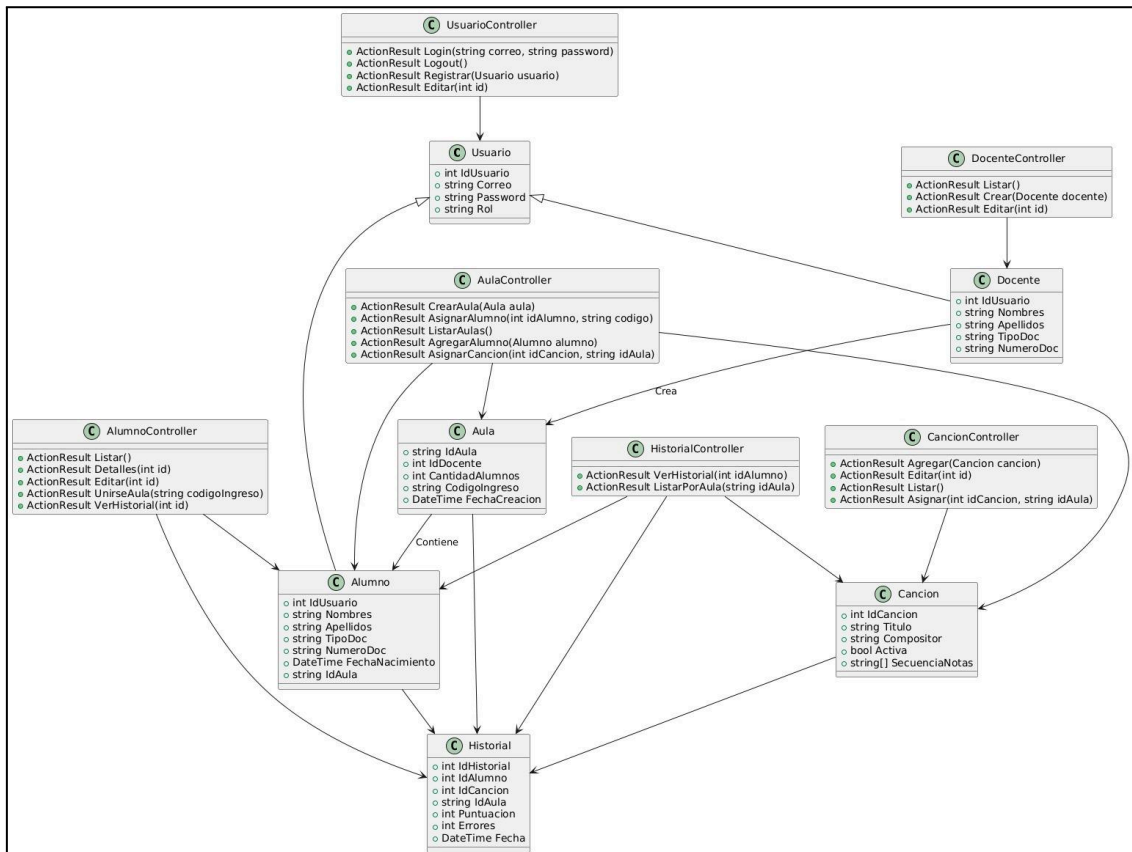 C UsuarioController
ActionResult Login(string correo, string password)
ActionResult Logout()
ActionResult Registrar(Usuario usuario)
ActionResult Editar(int id)
C Usuario
int IdUsuario
string Correo
string Password
string Rol
C DocenteController
ActionResult Listar()
ActionResult Crear(Docente docente)
ActionResult Editar(int id)
C Docente
int IdUsuario
string Nombres
string Apellidos
string TipoDoc
string NumeroDoc
C AulaController
ActionResult CrearAula(Aula aula)
ActionResult AsignarAlumno(int idAlumno, string codigo)
ActionResult ListarAulas()
ActionResult AgregarAlumno(Alumno alumno)
ActionResult AsignarCancion(int idCancion, string idAula)
Crea
C AlumnoController
ActionResult Listar()
ActionResult Detalles(int id)
ActionResult Editar(int id)
ActionResult UnirseAula(string codigoIngreso)
ActionResult VerHistorial(int id)
C Aula
string IdAula
int IdDocente
int CantidadAlumnos
string CodigoIngreso
DateTime FechaCreacion
C HistorialController
ActionResult VerHistorial(int idAlumno)
ActionResult ListarPorAula(string idAula)
C CancionController
ActionResult Agregar(Cancion cancion)
ActionResult Editar(int id)
ActionResult Listar()
ActionResult Asignar(int idCancion, string idAula)
Contiene
C Alumno
int IdUsuario
string Nombres
string Apellidos
string TipoDoc
string NumeroDoc
DateTime FechaNacimiento
string IdAula
C Cancion
int IdCancion
string Titulo
string Compositor
bool Activa
string[] SecuenciaNotas
C Historial
int IdHistorial
int IdAlumno
int IdCancion
string IdAula
int Puntuacion
int Errores
DateTime Fecha